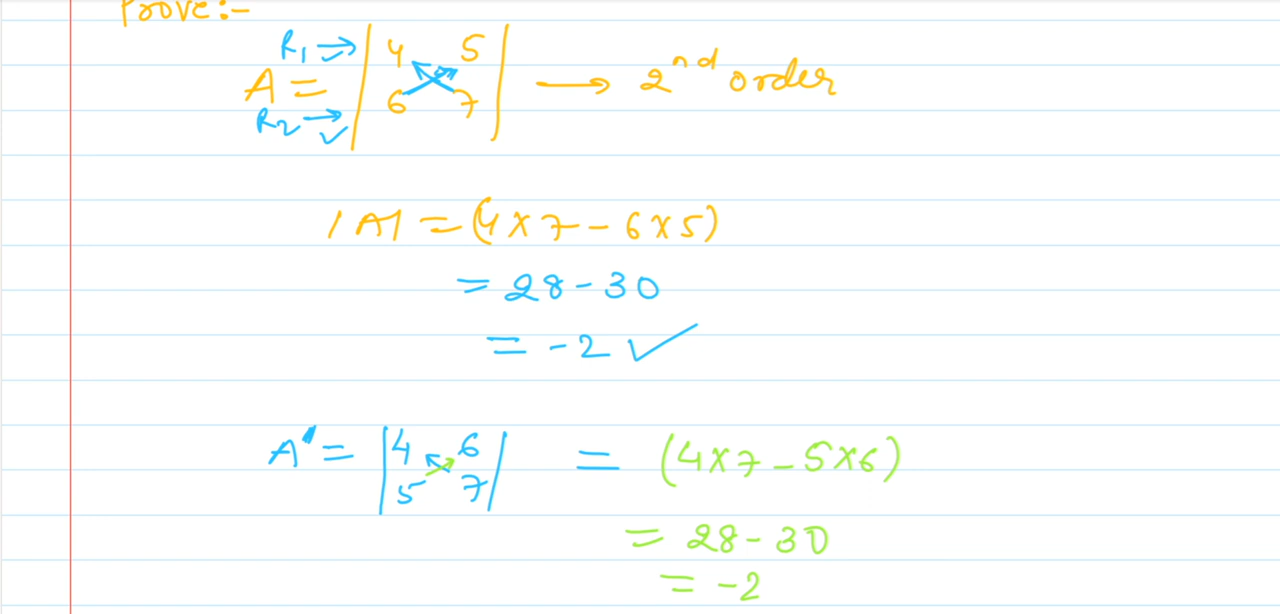 Prove:-
R₁ → | 4 5 |
A = | 6 7 | → 2nd order
R₂ → ✓
|A| = (4 × 7 - 6 × 5)
= 28 - 30
= -2 ✓
A' = | 4 6 | = (4 × 7 - 5 × 6)
| 5 7 |
= 28 - 30
= -2